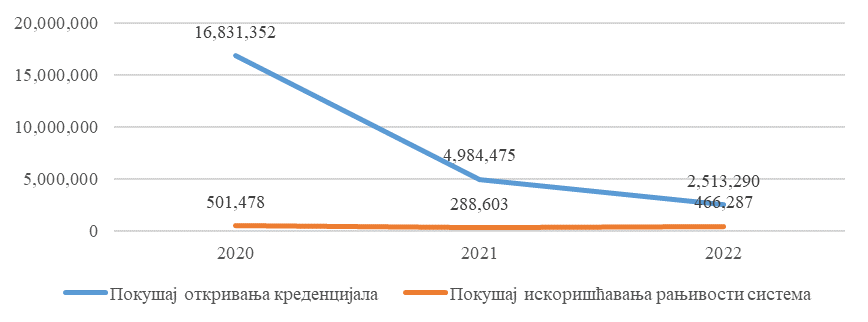 20,000,000
16,831,352
15,000,000
10,000,000
4,984,475
5,000,000
2,513,290
501,478 288,603 466,287
0
2020 2021 2022
Покушај откривања креденцијала Покушај искоришћавања рањивости система